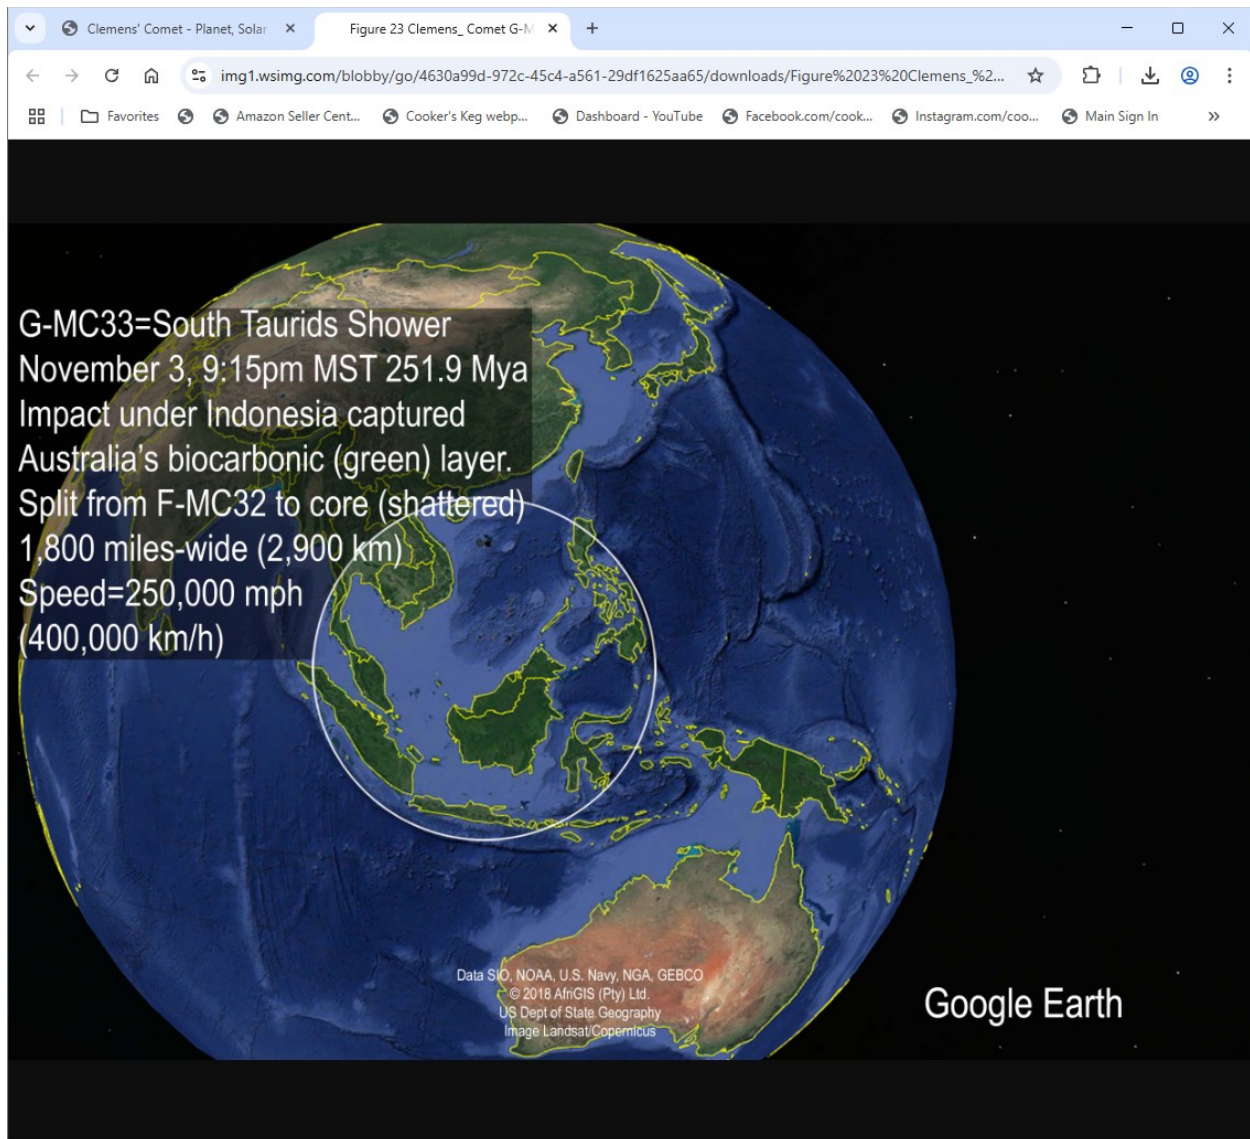 Clemens' Comet - Planet, Solar
Figure 23 Clemens_ Comet G-M
img1.wsimg.com/blobby/go/4630a99d-972c-45c4-a561-29df1625aa65/downloads/Figure%2023%20Clemens_%2...
Favorites
Amazon Seller Cent...
Cooker's Keg webp...
Dashboard - YouTube
Facebook.com/cook...
Instagram.com/coo...
Main Sign In
G-MC33=South Taurids Shower
November 3, 9:15pm MST 251.9 Mya
Impact under Indonesia captured
Australia's biocarbonic (green) layer.
Split from F-MC32 to core (shattered)
1,800 miles-wide (2,900 km)
Speed=250,000 mph
(400,000 km/h)
Data SIO, NOAA, U.S. Navy, NGA, GEBCO
© 2018 AfriGIS (Pty) Ltd.
US Dept of State Geography
Image Landsat/Copernicus
Google Earth